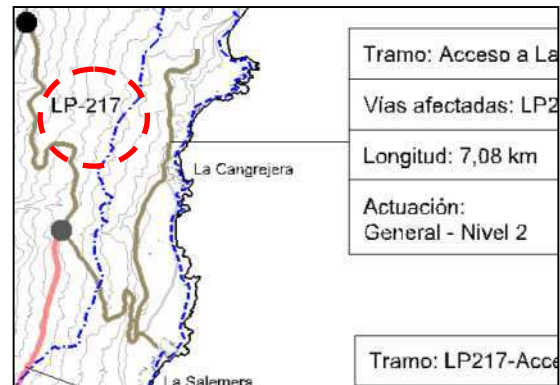 LP-217
La Cangrejera
La Salemera
Tramo: Acceso a La
Vías afectadas: LP2
Longitud: 7,08 km
Actuación:
General - Nivel 2
Tramo: LP217-Acce